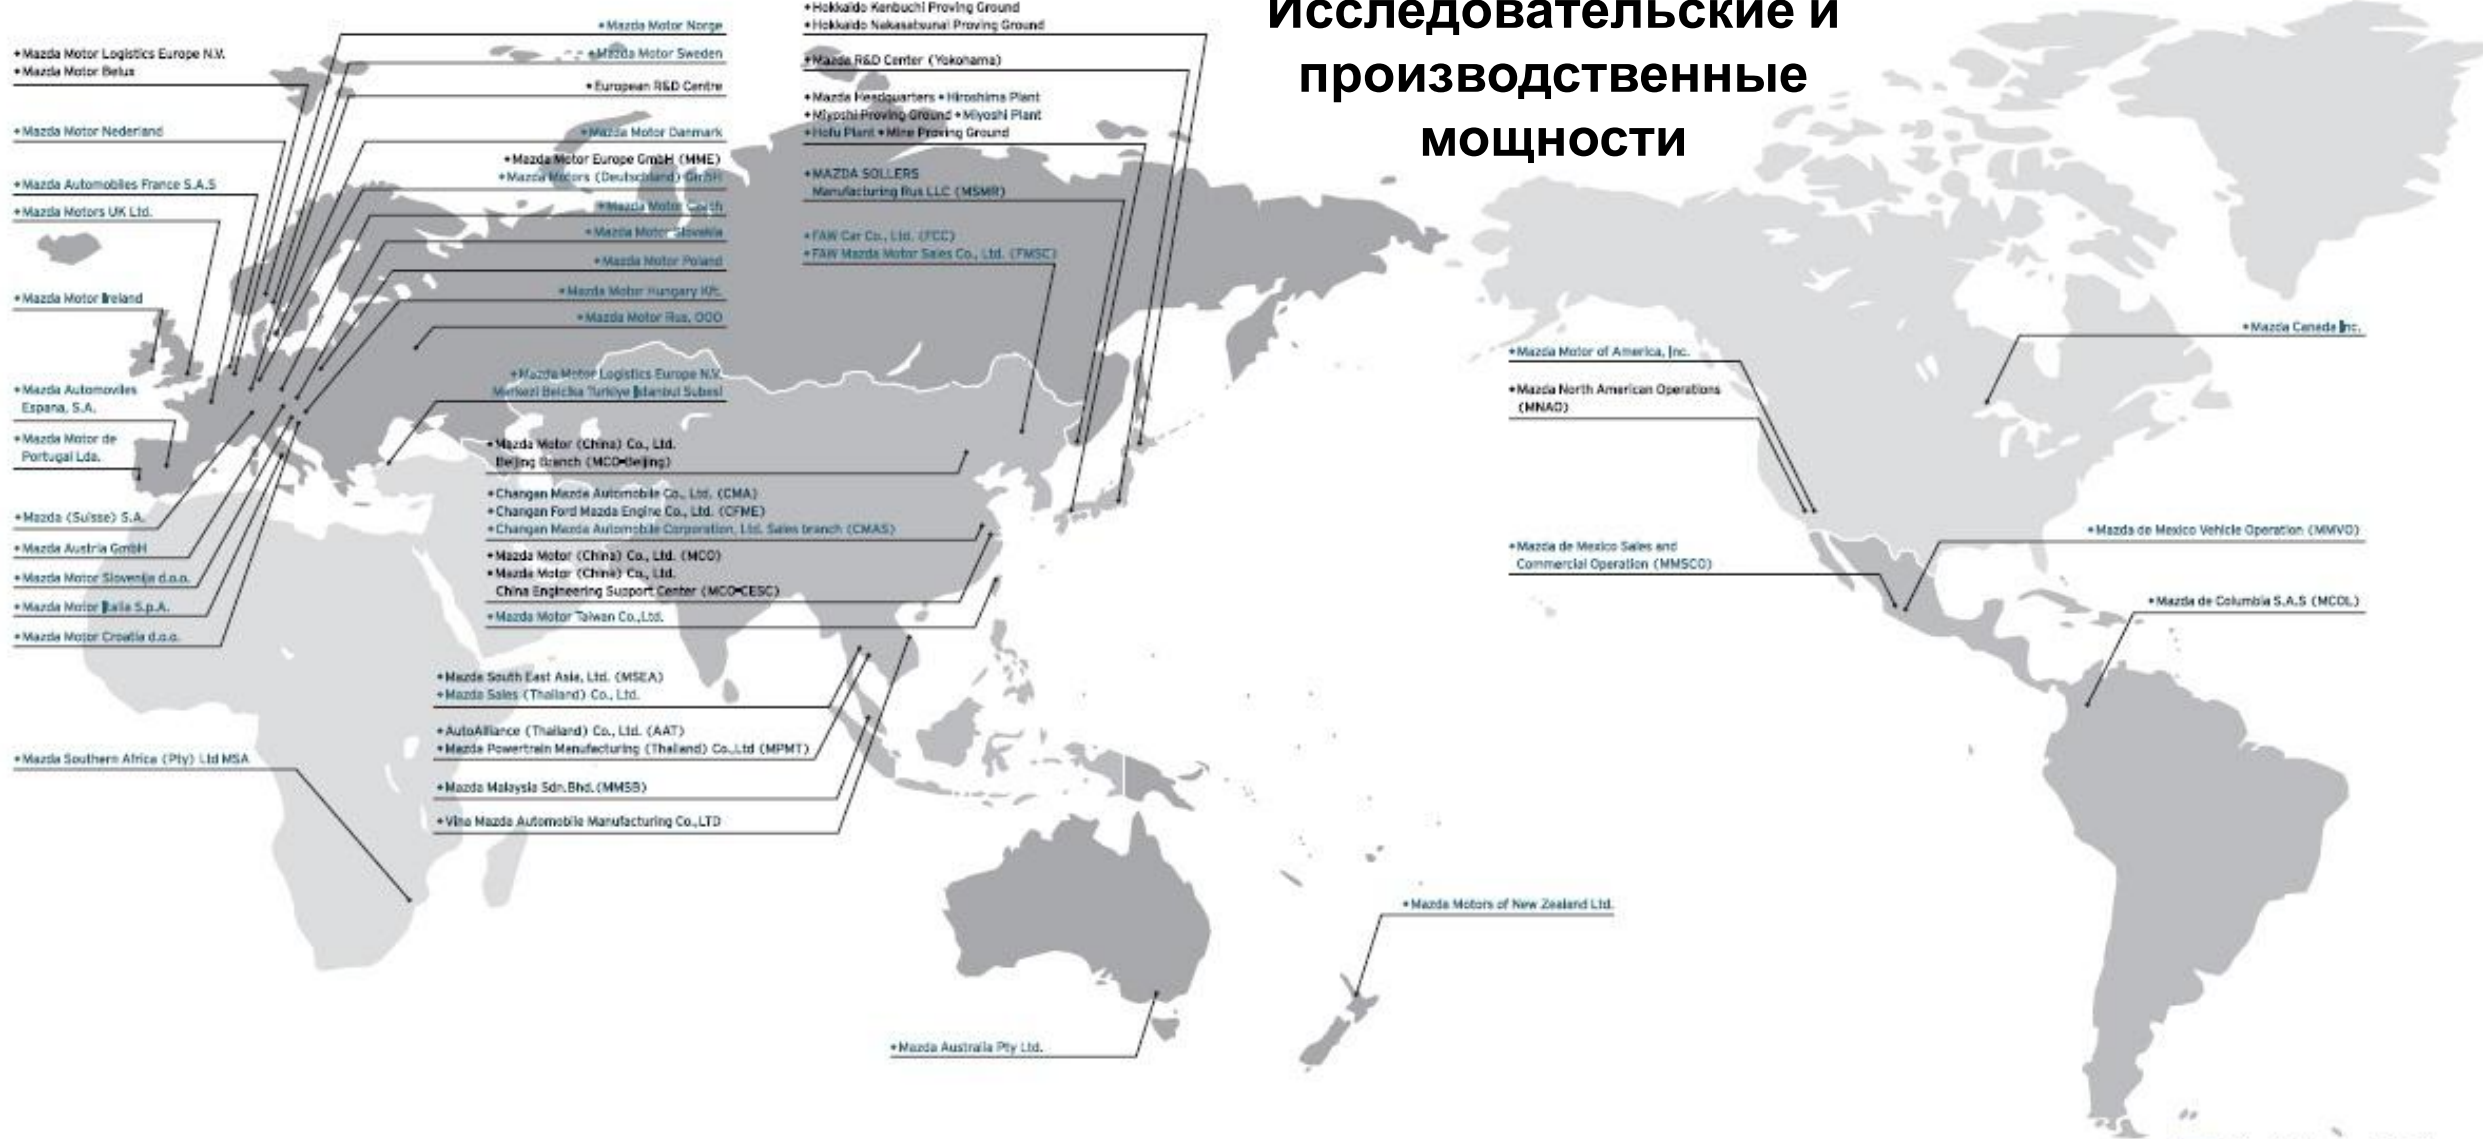 Исследовательские и
производственные
мощности
• Mazda Motor Logistics Europe N.V.
• Mazda Motor Belux
• Mazda Motor Nederland
• Mazda Automobiles France S.A.S
• Mazda Motors UK Ltd.
• Mazda Motor Ireland
• Mazda Automoviles
Espana, S.A.
• Mazda Motor de
Portugal Lda.
• Mazda (Suisse) S.A.
• Mazda Austria GmbH
• Mazda Motor Slovenija d.o.o.
• Mazda Motor Italia S.p.A.
• Mazda Motor Croatia d.o.o.
• Mazda Southern Africa (Pty) Ltd MSA
• Mazda Motor Norge
• Mazda Motor Sweden
• European R&D Centre
• Mazda Motor Danmark
• Mazda Motor Europe GmbH (MME)
• Mazda Motors (Deutschland) GmbH
• Mazda Motor Czech
• Mazda Motor Slovakia
• Mazda Motor Poland
• Mazda Motor Hungary Kft.
• Mazda Motor Rus, OOO
• Mazda Motor Logistics Europe N.V.
Merkezi Belcika Turkiye Istanbul Subesi
• Mazda Motor (China) Co., Ltd.
Beijing Branch (MCO-Beijing)
• Changan Mazda Automobile Co., Ltd. (CMA)
• Changan Ford Mazda Engine Co., Ltd. (CFME)
• Changan Mazda Automobile Corporation, Ltd. Sales branch (CMAS)
• Mazda Motor (China) Co., Ltd. (MCO)
• Mazda Motor (China) Co., Ltd.
China Engineering Support Center (MCO-CESC)
• Mazda Motor Taiwan Co.,Ltd.
• Mazda South East Asia, Ltd. (MSEA)
• Mazda Sales (Thailand) Co., Ltd.
• AutoAlliance (Thailand) Co., Ltd. (AAT)
• Mazda Powertrain Manufacturing (Thailand) Co.,Ltd (MPMT)
• Mazda Malaysia Sdn.Bhd. (MMSB)
• Vina Mazda Automobile Manufacturing Co.,LTD
• Hokkaido Kenbuchi Proving Ground
• Hokkaido Nakasatsunai Proving Ground
• Mazda R&D Center (Yokohama)
• Mazda Headquarters • Hiroshima Plant
• Miyoshi Proving Ground • Miyoshi Plant
• Hofu Plant • Mine Proving Ground
• MAZDA SOLLERS
Manufacturing Rus LLC (MSMR)
• FAW Car Co., Ltd. (FCC)
• FAW Mazda Motor Sales Co., Ltd. (FMSC)
• Mazda Australia Pty Ltd.
• Mazda Motors of New Zealand Ltd.
• Mazda Motor of America, Inc.
• Mazda North American Operations
(MNAO)
• Mazda de Mexico Sales and
Commercial Operation (MMSCO)
• Mazda Canada Inc.
• Mazda de Mexico Vehicle Operation (MMVO)
• Mazda de Columbia S.A.S (MCOL)